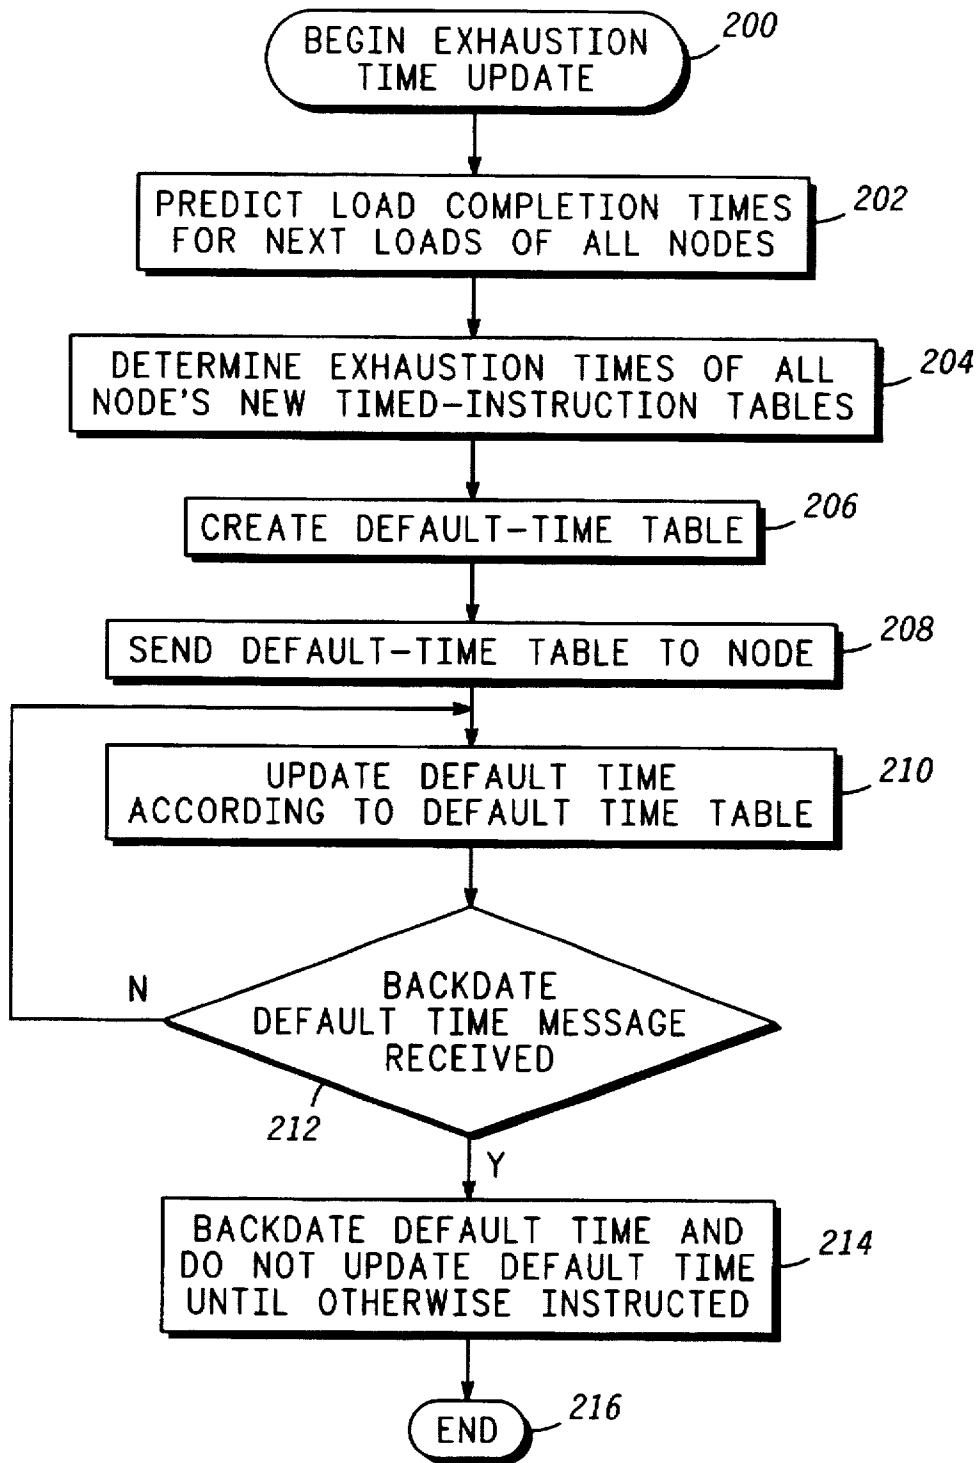 BEGIN EXHAUSTION
TIME UPDATE
200
PREDICT LOAD COMPLETION TIMES
FOR NEXT LOADS OF ALL NODES
202
DETERMINE EXHAUSTION TIMES OF ALL
NODE'S NEW TIMED-INSTRUCTION TABLES
204
CREATE DEFAULT-TIME TABLE
206
SEND DEFAULT-TIME TABLE TO NODE
208
UPDATE DEFAULT TIME
ACCORDING TO DEFAULT TIME TABLE
210
N
BACKDATE
DEFAULT TIME MESSAGE
RECEIVED
212
Y
BACKDATE DEFAULT TIME AND
DO NOT UPDATE DEFAULT TIME
UNTIL OTHERWISE INSTRUCTED
214
END
216